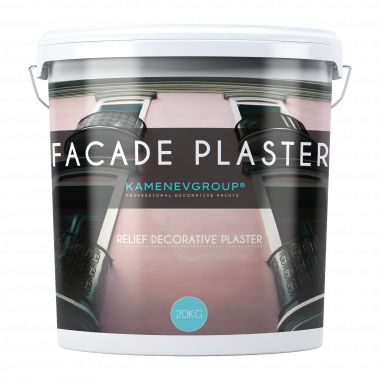 FACADE PLASTER
KAMENEVGROUP®
PROFESSIONAL DECORATIVE PAINTS
RELIEF DECORATIVE PLASTER
20KG